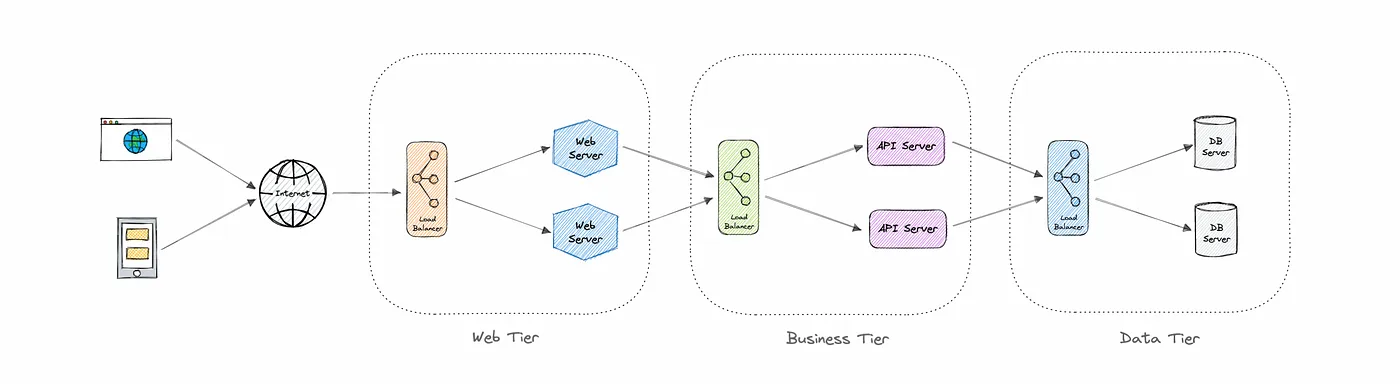 Internet
Load
Balancer
Web
Server
Web
Server
Web Tier
Load
Balancer
API Server
API Server
Business Tier
Load
Balancer
DB
Server
DB
Server
Data Tier